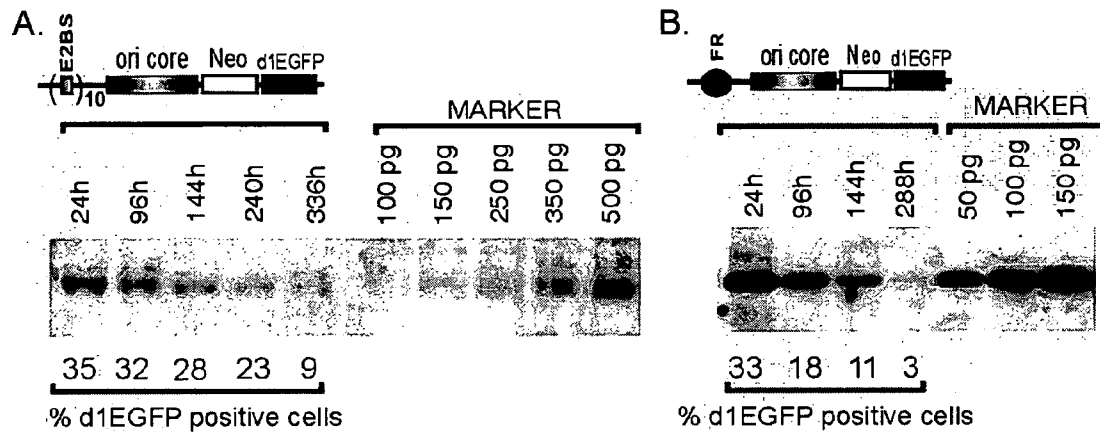 A.
E2BS
ori core Neo d1EGFP
10
MARKER
24h 96h 144h 240h 336h 100 pg 150 pg 250 pg 350 pg 500 pg
35 32 28 23 9
% d1EGFP positive cells
B.
FR
ori core Neo d1EGFP
MARKER
24h 96h 144h 288h 50 pg 100 pg 150 pg
33 18 11 3
% d1EGFP positive cells